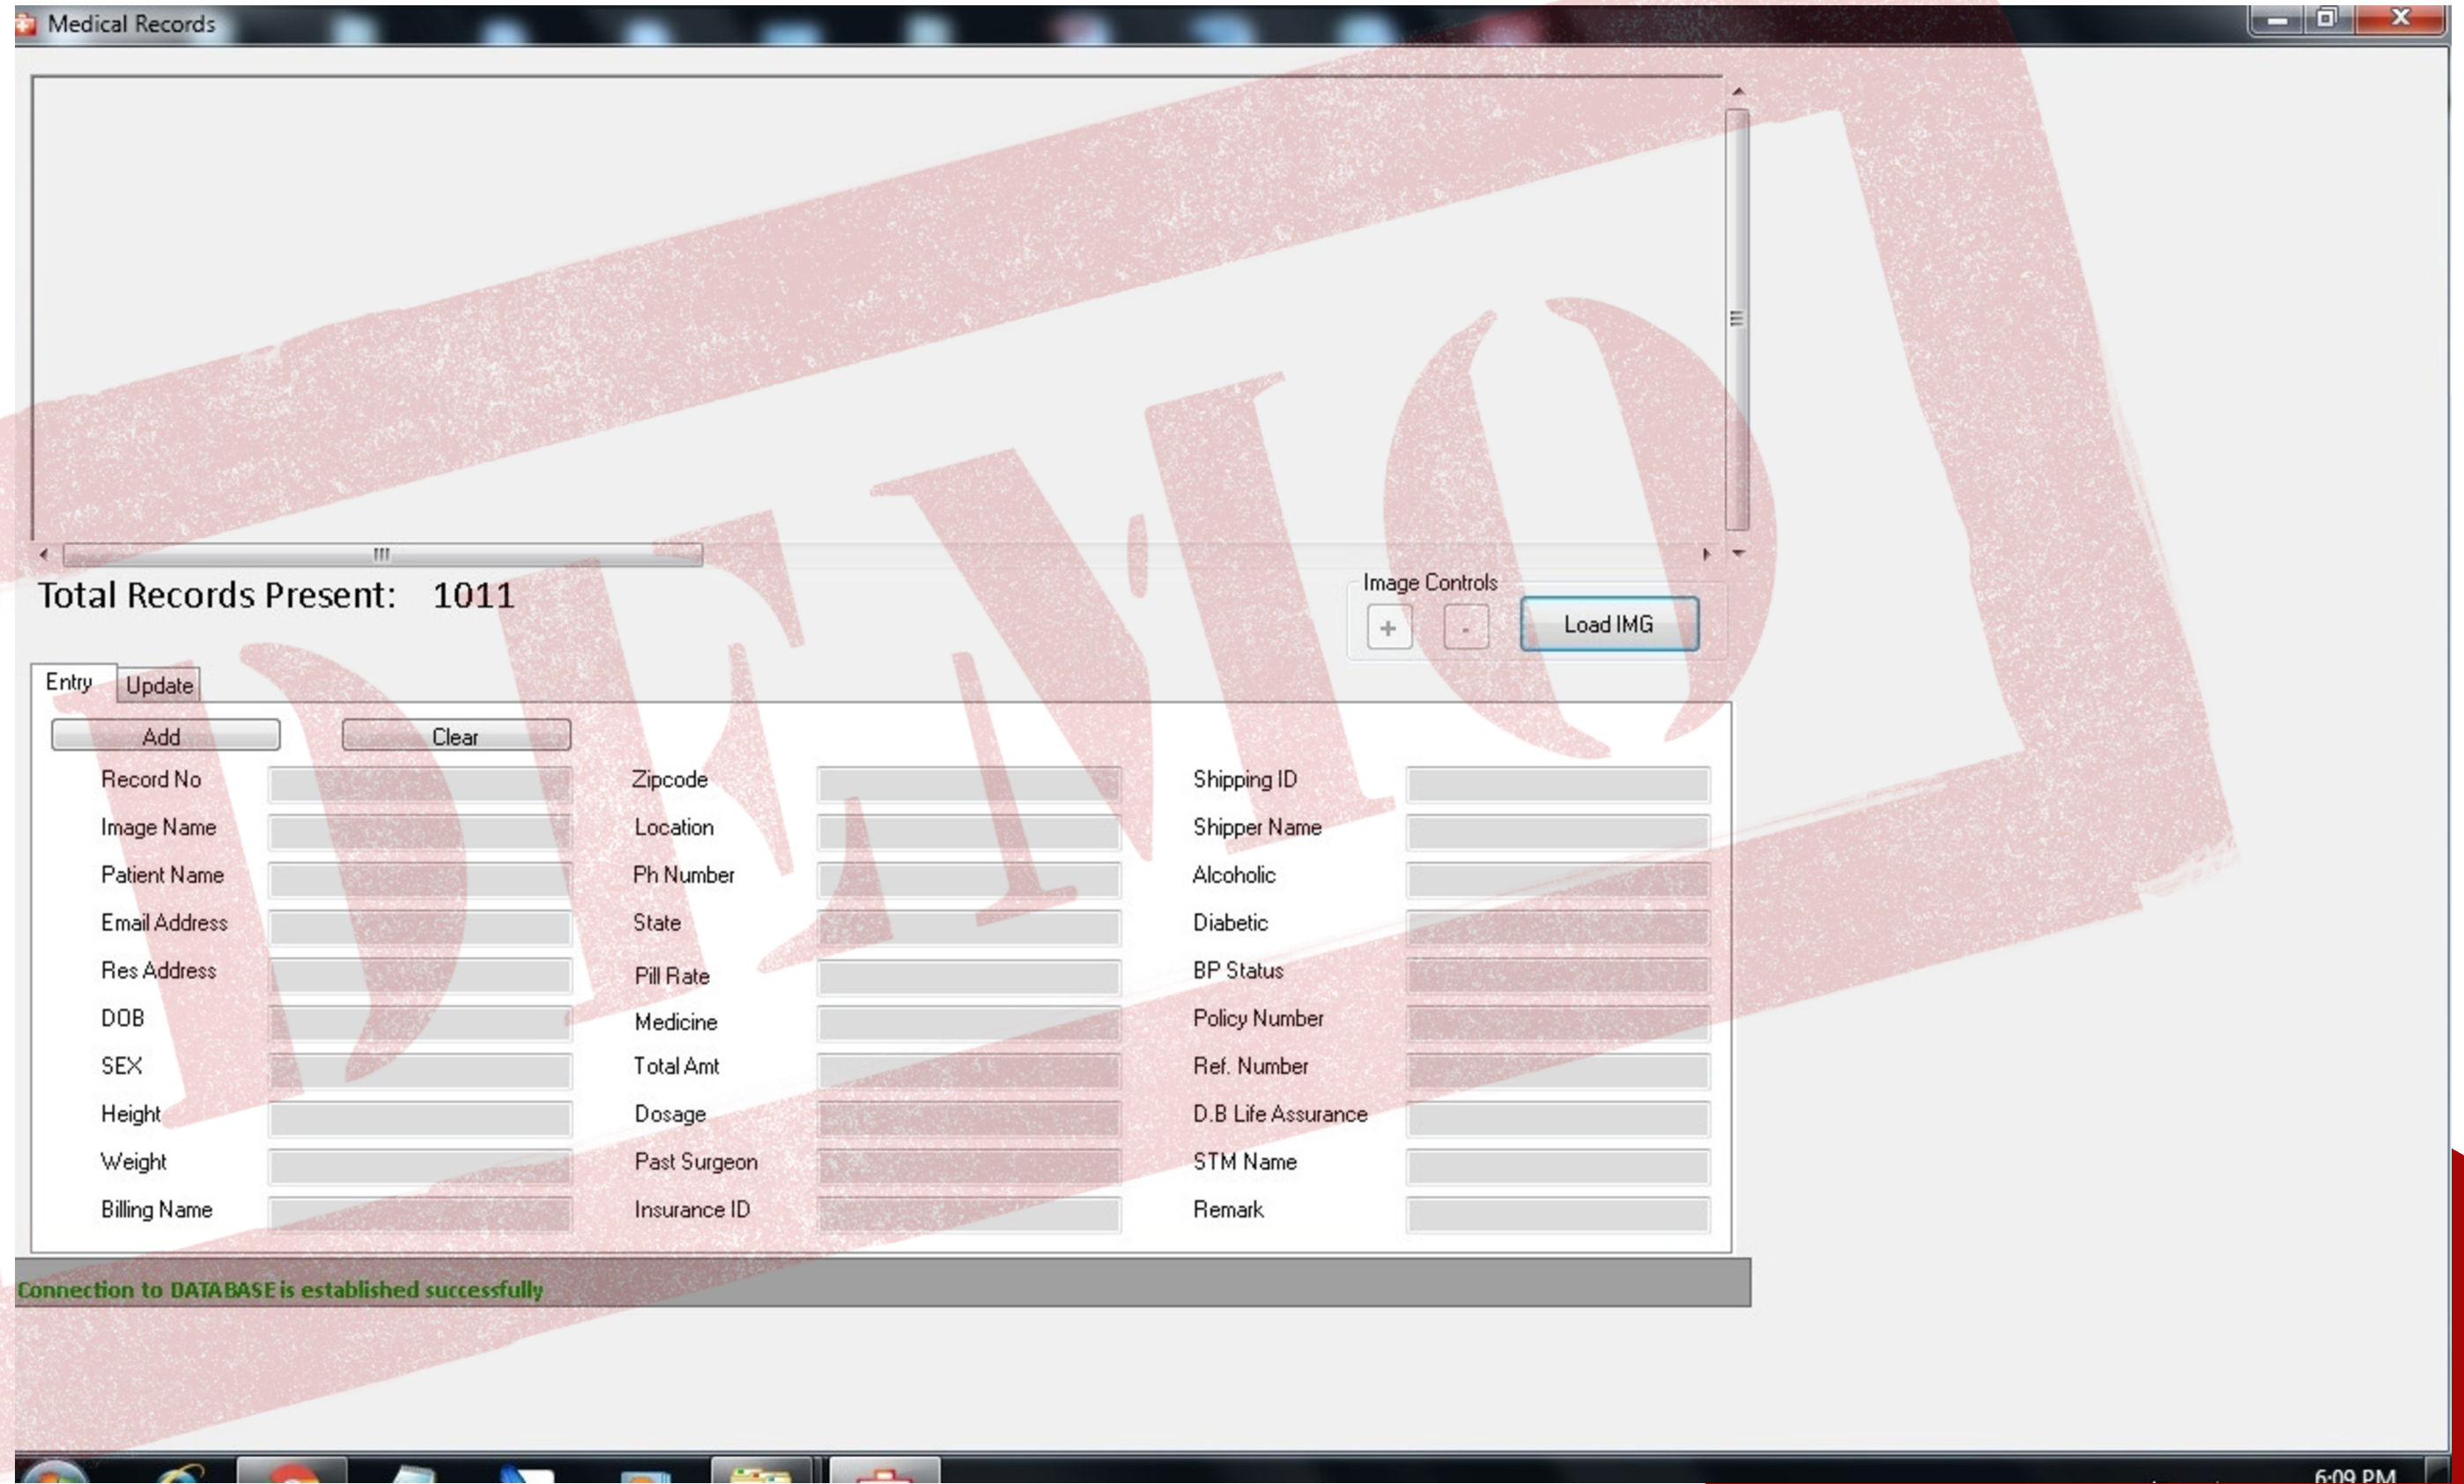 Medical Records
Total Records Present: 1011
Image Controls
+ - Load IMG
Entry Update
Add Clear
Record No Zipcode Shipping ID
Image Name Location Shipper Name
Patient Name Ph Number Alcoholic
Email Address State Diabetic
Res Address Pill Rate BP Status
DOB Medicine Policy Number
SEX Total Amt Ref. Number
Height Dosage D.B Life Assurance
Weight Past Surgeon STM Name
Billing Name Insurance ID Remark
Connection to DATABASE is established successfully
6:09 PM
DEMO